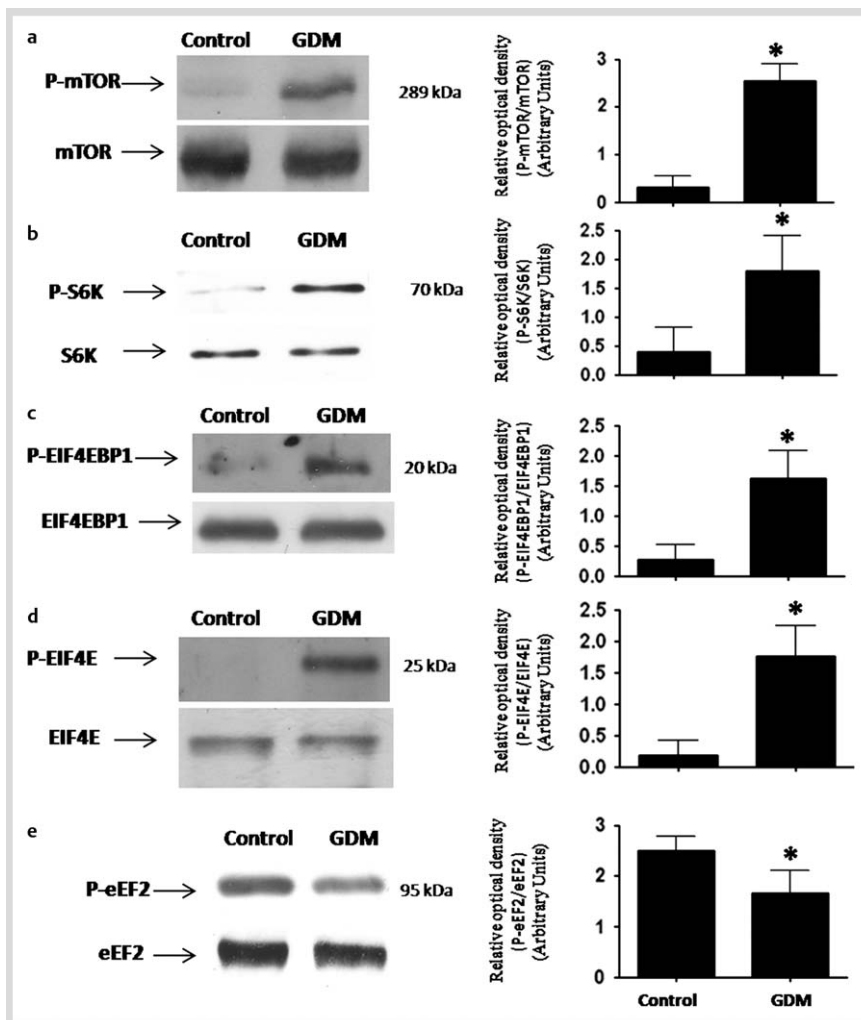 a
Control GDM
P-mTOR
289 kDa
mTOR
Relative optical density
(P-mTOR/mTOR)
(Arbitrary Units)
3
2
1
0
*
b
Control GDM
P-S6K
70 kDa
S6K
Relative optical density
(P-S6K/S6K)
(Arbitrary Units)
2.5
2.0
1.5
1.0
0.5
0.0
*
c
Control GDM
P-EIF4EBP1
20 kDa
EIF4EBP1
Relative optical density
(P-EIF4EBP1/EIF4EBP1)
(Arbitrary Units)
2.5
2.0
1.5
1.0
0.5
0.0
*
d
Control GDM
P-EIF4E
25 kDa
EIF4E
Relative optical density
(P-EIF4E/EIF4E)
(Arbitrary Units)
2.5
2.0
1.5
1.0
0.5
0.0
*
e
Control GDM
P-eEF2
95 kDa
eEF2
Relative optical density
(P-eEF2/eEF2)
(Arbitrary Units)
3
2
1
0
*
Control GDM